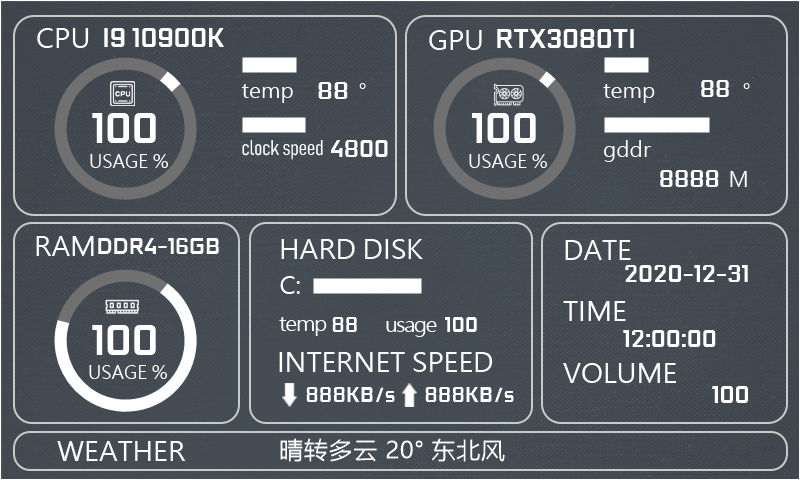 CPU I9 10900K
CPU
100
USAGE %
temp 88 °
clock speed 4800
GPU RTX3080TI
100
USAGE %
temp 88 °
gddr
8888 M
RAM DDR4-16GB
100
USAGE %
HARD DISK
C:
temp 88 usage 100
INTERNET SPEED
888KB/s 888KB/s
DATE
2020-12-31
TIME
12:00:00
VOLUME
100
WEATHER 晴转多云 20° 东北风